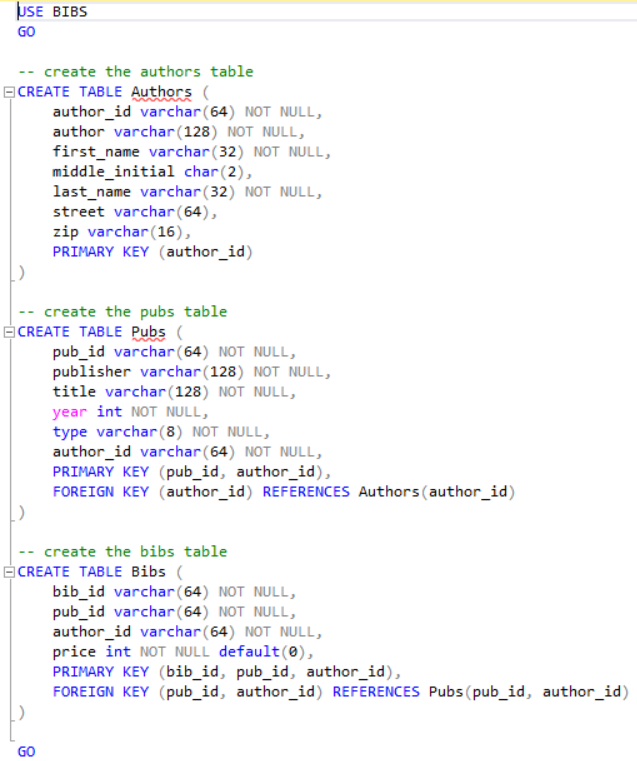 USE BIBS
GO
-- create the authors table
CREATE TABLE Authors (
author_id varchar(64) NOT NULL,
author varchar(128) NOT NULL,
first_name varchar(32) NOT NULL,
middle_initial char(2),
last_name varchar(32) NOT NULL,
street varchar(64),
zip varchar(16),
PRIMARY KEY (author_id)
)
-- create the pubs table
CREATE TABLE Pubs (
pub_id varchar(64) NOT NULL,
publisher varchar(128) NOT NULL,
title varchar(128) NOT NULL,
year int NOT NULL,
type varchar(8) NOT NULL,
author_id varchar(64) NOT NULL,
PRIMARY KEY (pub_id, author_id),
FOREIGN KEY (author_id) REFERENCES Authors(author_id)
)
-- create the bibs table
CREATE TABLE Bibs (
bib_id varchar(64) NOT NULL,
pub_id varchar(64) NOT NULL,
author_id varchar(64) NOT NULL,
price int NOT NULL default(0),
PRIMARY KEY (bib_id, pub_id, author_id),
FOREIGN KEY (pub_id, author_id) REFERENCES Pubs(pub_id, author_id)
)
GO